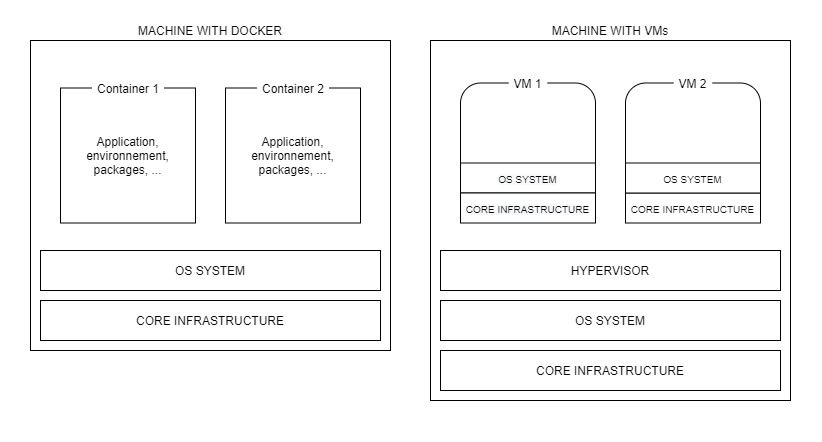 MACHINE WITH DOCKER
Container 1
Container 2
Application,
environnement,
packages, ...
Application,
environnement,
packages, ...
OS SYSTEM
CORE INFRASTRUCTURE
MACHINE WITH VMs
VM 1
VM 2
OS SYSTEM
CORE INFRASTRUCTURE
OS SYSTEM
CORE INFRASTRUCTURE
HYPERVISOR
OS SYSTEM
CORE INFRASTRUCTURE